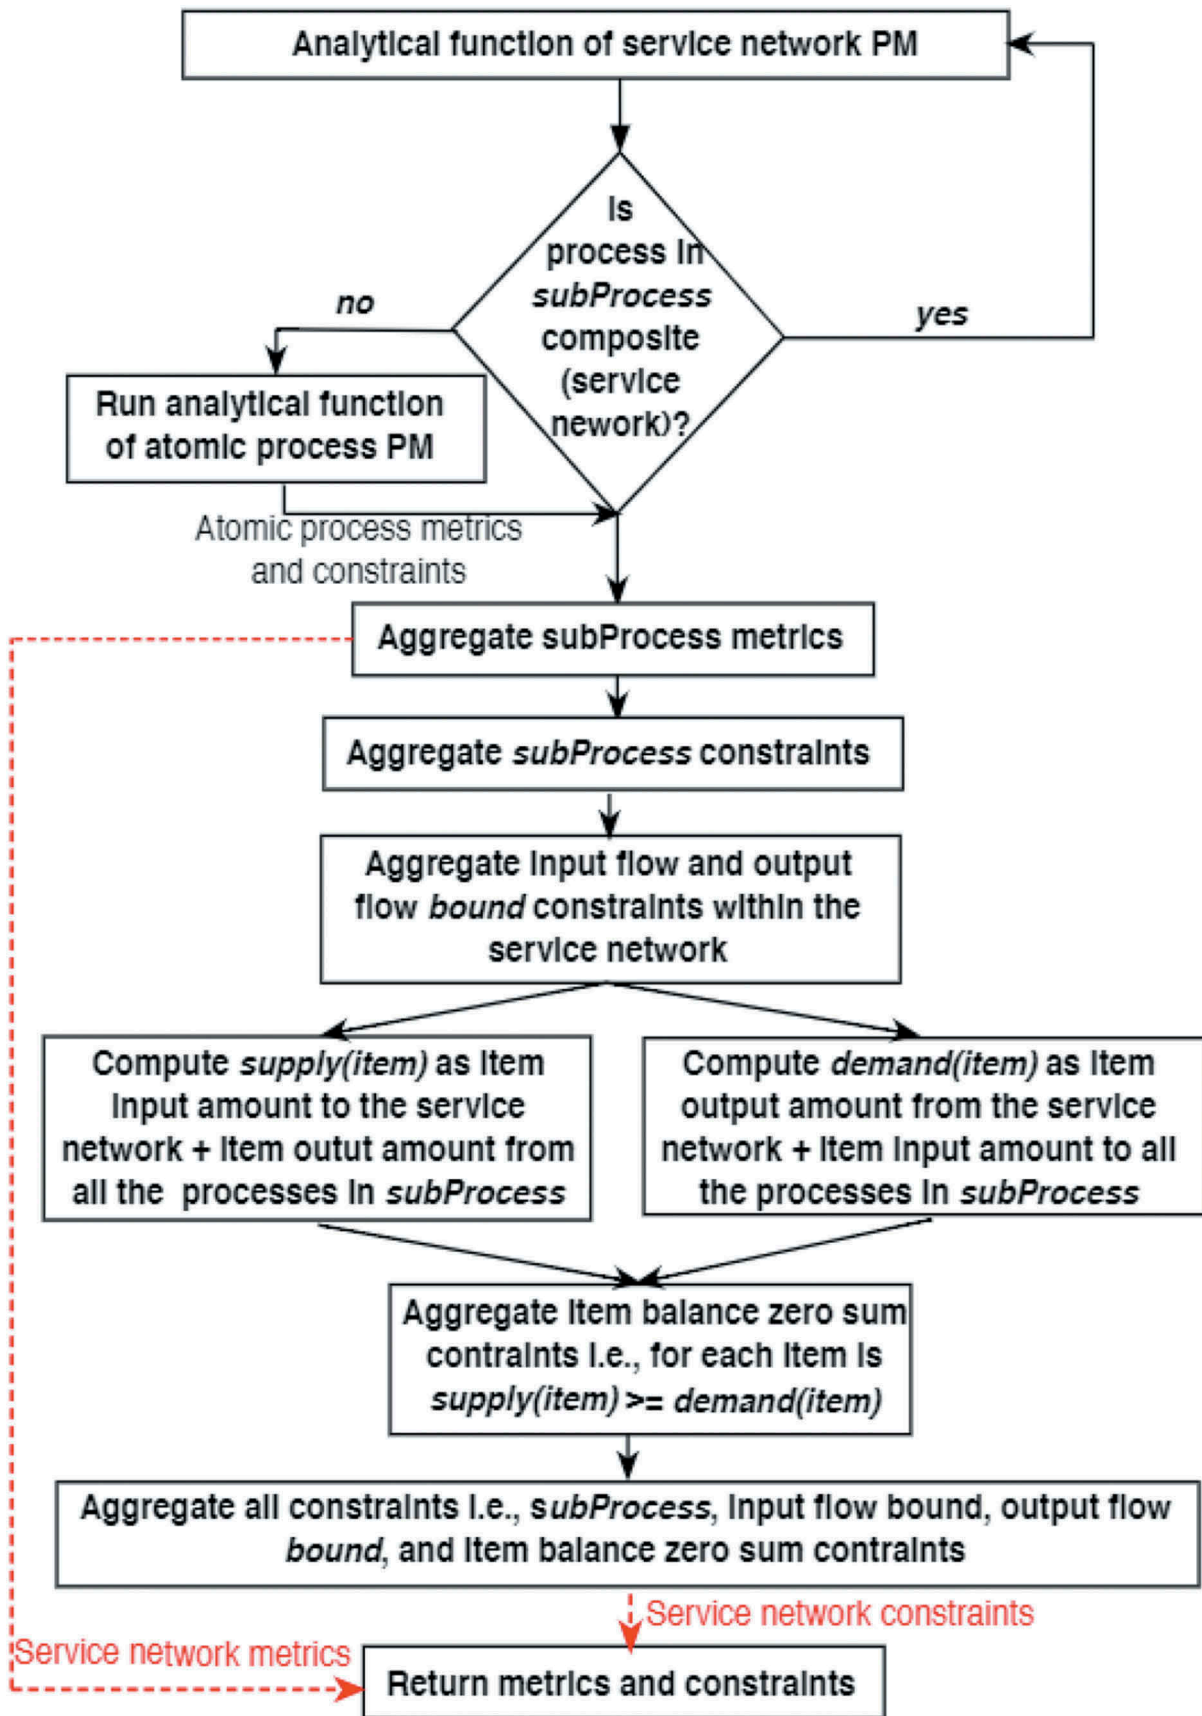 Analytical function of service network PM
Is
process in
subProcess
composite
(service
nework)?
no
yes
Run analytical function
of atomic process PM
Atomic process metrics
and constraints
Aggregate subProcess metrics
Aggregate subProcess constraints
Aggregate Input flow and output
flow bound constraints within the
service network
Compute supply(item) as Item
Input amount to the service
network + Item outut amount from
all the processes in subProcess
Compute demand(item) as Item
output amount from the service
network + Item Input amount to all
the processes in subProcess
Aggregate Item balance zero sum
contraints I.e., for each Item is
supply(item) >= demand(item)
Aggregate all constraints I.e., subProcess, Input flow bound, output flow
bound, and Item balance zero sum contraints
Service network constraints
Service network metrics
Return metrics and constraints